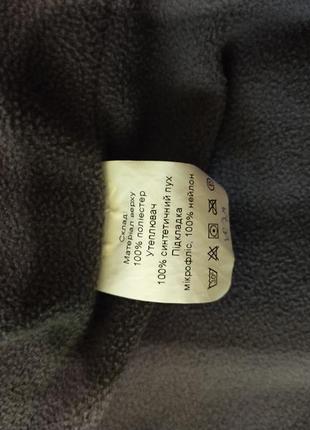 Склад:
Матеріал верху
100% поліестер
Утеплювач
100% синтетичний пух
Підкладка
мікрофліс, 100% нейлон